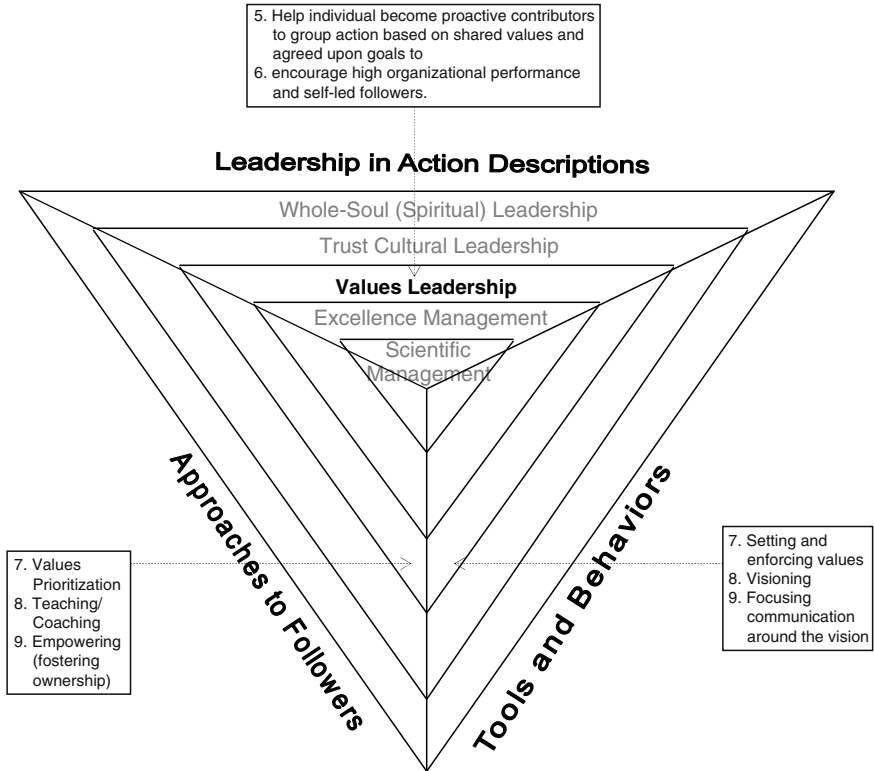 5. Help individual become proactive contributors
to group action based on shared values and
agreed upon goals to
6. encourage high organizational performance
and self-led followers.
Leadership in Action Descriptions
Whole-Soul (Spiritual) Leadership
Trust Cultural Leadership
Values Leadership
Excellence Management
Scientific
Management
Approaches to Followers
Tools and Behaviors
7. Values
Prioritization
8. Teaching/
Coaching
9. Empowering
(fostering
ownership)
7. Setting and
enforcing values
8. Visioning
9. Focusing
communication
around the vision